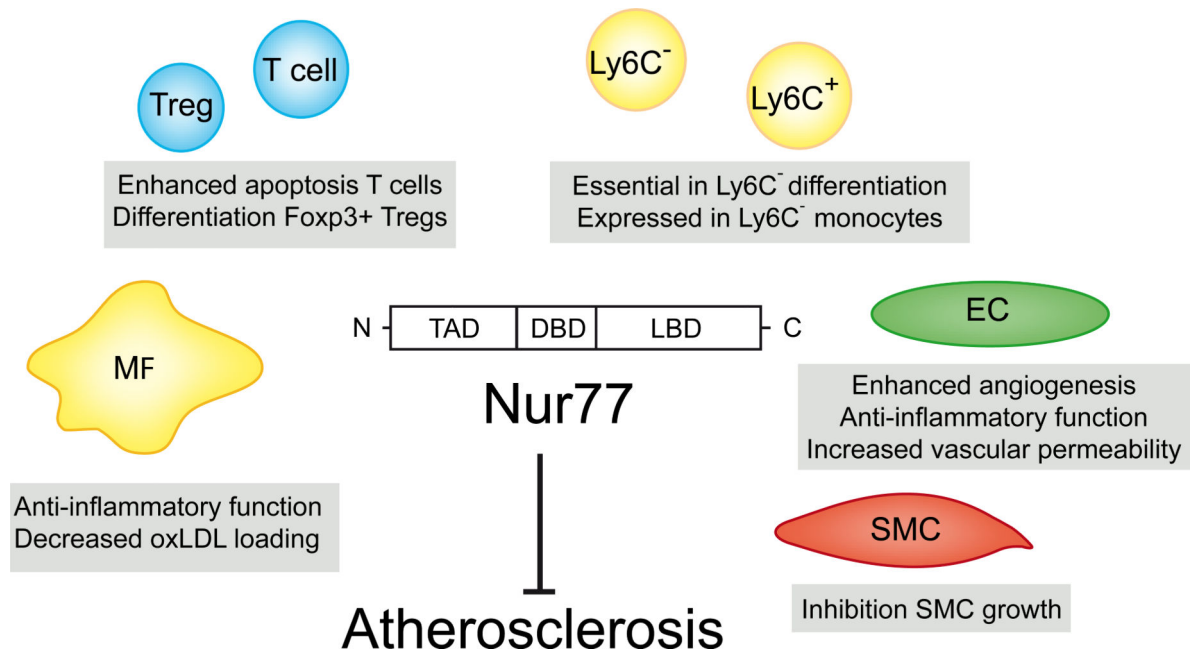 Treg
T cell
Enhanced apoptosis T cells
Differentiation Foxp3+ Tregs
Ly6C⁻
Ly6C⁺
Essential in Ly6C⁻ differentiation
Expressed in Ly6C⁻ monocytes
MF
Anti-inflammatory function
Decreased oxLDL loading
N TAD DBD LBD C
Nur77
Atherosclerosis
EC
Enhanced angiogenesis
Anti-inflammatory function
Increased vascular permeability
SMC
Inhibition SMC growth